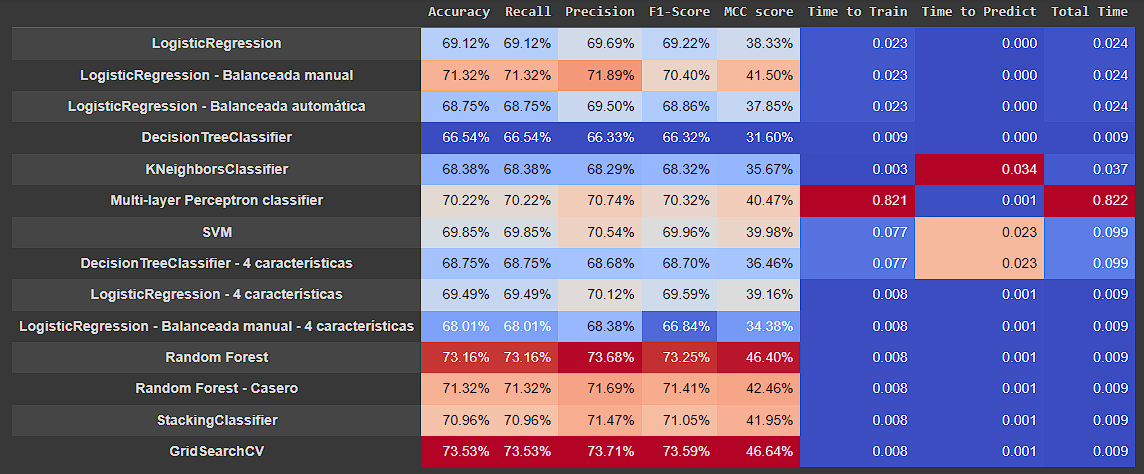 Accuracy Recall Precision F1-Score MCC score Time to Train Time to Predict Total Time
LogisticRegression 69.12% 69.12% 69.69% 69.22% 38.33% 0.023 0.000 0.024
LogisticRegression - Balanceada manual 71.32% 71.32% 71.89% 70.40% 41.50% 0.023 0.000 0.024
LogisticRegression - Balanceada automática 68.75% 68.75% 69.50% 68.86% 37.85% 0.023 0.000 0.024
DecisionTreeClassifier 66.54% 66.54% 66.33% 66.32% 31.60% 0.009 0.000 0.009
KNeighborsClassifier 68.38% 68.38% 68.29% 68.32% 35.67% 0.003 0.034 0.037
Multi-layer Perceptron classifier 70.22% 70.22% 70.74% 70.32% 40.47% 0.821 0.001 0.822
SVM 69.85% 69.85% 70.54% 69.96% 39.98% 0.077 0.023 0.099
DecisionTreeClassifier - 4 características 68.75% 68.75% 68.68% 68.70% 36.46% 0.077 0.023 0.099
LogisticRegression - 4 características 69.49% 69.49% 70.12% 69.59% 39.16% 0.008 0.001 0.009
LogisticRegression - Balanceada manual - 4 características 68.01% 68.01% 68.38% 66.84% 34.38% 0.008 0.001 0.009
Random Forest 73.16% 73.16% 73.68% 73.25% 46.40% 0.008 0.001 0.009
Random Forest - Casero 71.32% 71.32% 71.69% 71.41% 42.46% 0.008 0.001 0.009
StackingClassifier 70.96% 70.96% 71.47% 71.05% 41.95% 0.008 0.001 0.009
GridSearchCV 73.53% 73.53% 73.71% 73.59% 46.64% 0.008 0.001 0.009